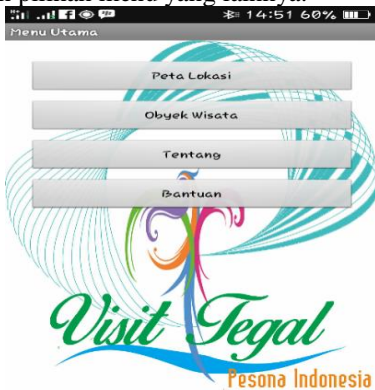 14:51 60%
Menu Utama
Peta Lokasi
Obyek Wisata
Tentang
Bantuan
Visit Tegal
Pesona Indonesia